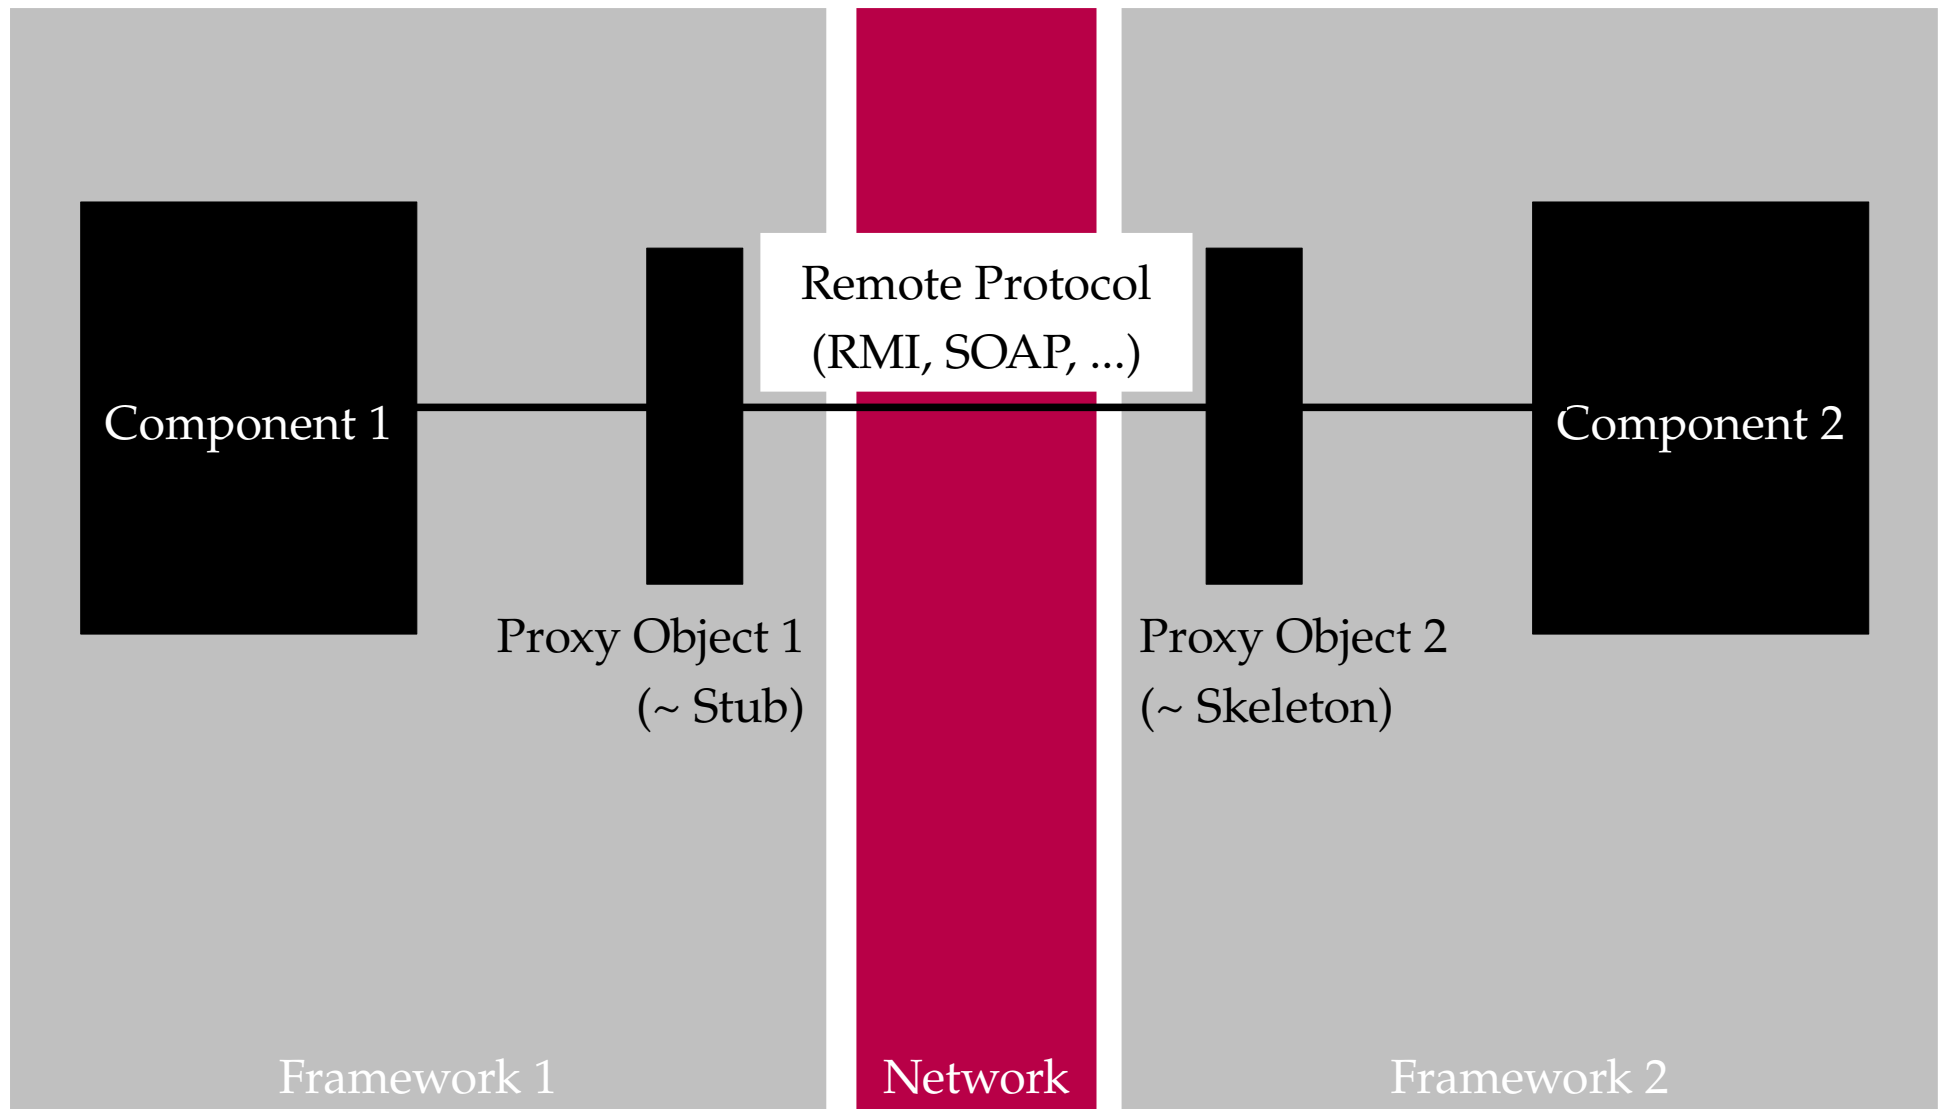 Remote Protocol
(RMI, SOAP, ...)
Component 1
Component 2
Proxy Object 1
(~ Stub)
Proxy Object 2
(~ Skeleton)
Framework 1
Network
Framework 2